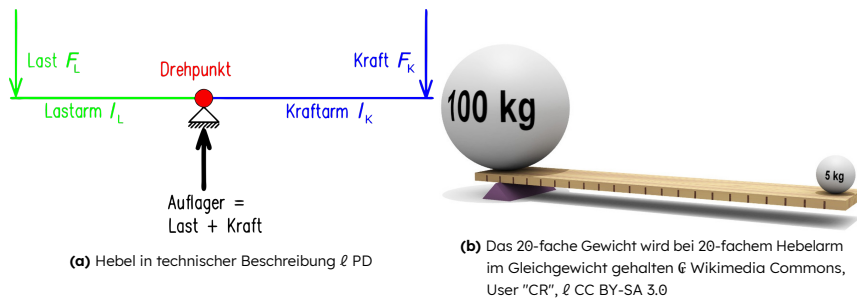 Last F_L
Drehpunkt
Kraft F_K
Lastarm l_L
Kraftarm l_K
Auflager =
Last + Kraft
(a) Hebel in technischer Beschreibung ℓ PD
100 kg
5 kg
(b) Das 20-fache Gewicht wird bei 20-fachem Hebelarm
im Gleichgewicht gehalten ₢ Wikimedia Commons,
User "CR", ℓ CC BY-SA 3.0